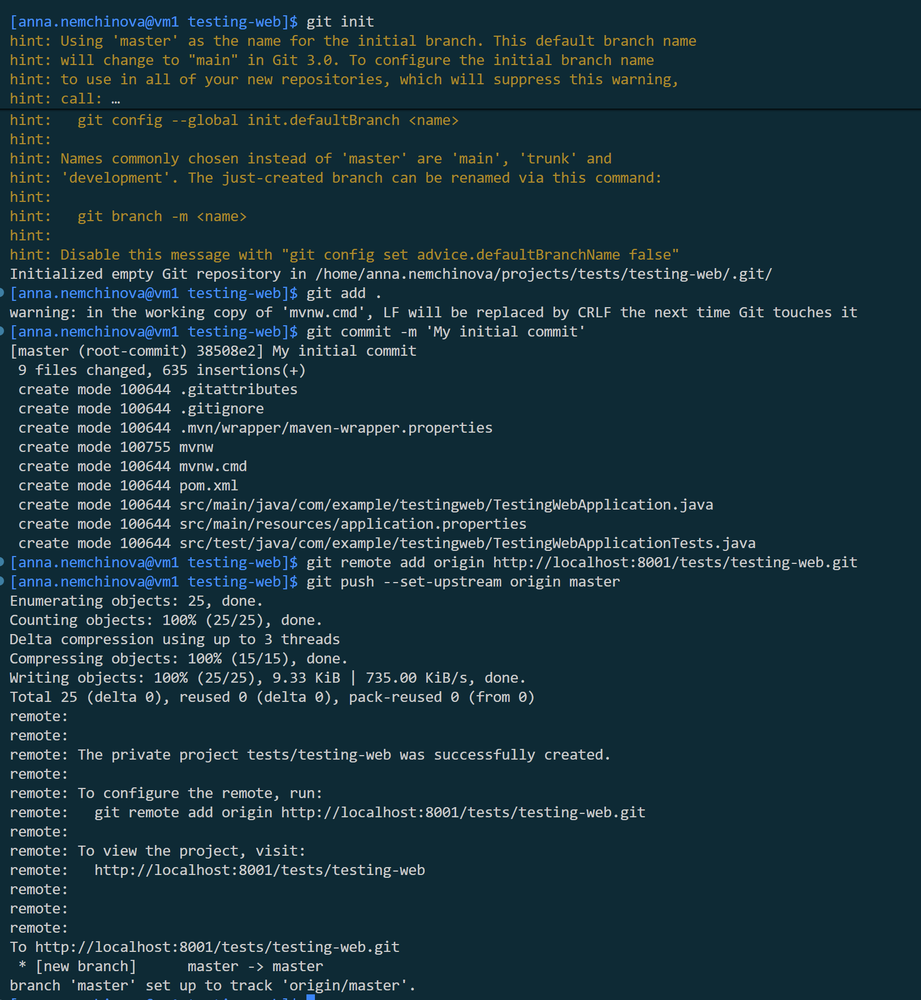 [anna.nemchinova@vm1 testing-web]$ git init
hint: Using 'master' as the name for the initial branch. This default branch name
hint: will change to "main" in Git 3.0. To configure the initial branch name
hint: to use in all of your new repositories, which will suppress this warning,
hint: call: …
hint:   git config --global init.defaultBranch <name>
hint:
hint: Names commonly chosen instead of 'master' are 'main', 'trunk' and
hint: 'development'. The just-created branch can be renamed via this command:
hint:
hint:   git branch -m <name>
hint:
hint: Disable this message with "git config set advice.defaultBranchName false"
Initialized empty Git repository in /home/anna.nemchinova/projects/tests/testing-web/.git/
[anna.nemchinova@vm1 testing-web]$ git add .
warning: in the working copy of 'mvnw.cmd', LF will be replaced by CRLF the next time Git touches it
[anna.nemchinova@vm1 testing-web]$ git commit -m 'My initial commit'
[master (root-commit) 38508e2] My initial commit
 9 files changed, 635 insertions(+)
 create mode 100644 .gitattributes
 create mode 100644 .gitignore
 create mode 100644 .mvn/wrapper/maven-wrapper.properties
 create mode 100755 mvnw
 create mode 100644 mvnw.cmd
 create mode 100644 pom.xml
 create mode 100644 src/main/java/com/example/testingweb/TestingWebApplication.java
 create mode 100644 src/main/resources/application.properties
 create mode 100644 src/test/java/com/example/testingweb/TestingWebApplicationTests.java
[anna.nemchinova@vm1 testing-web]$ git remote add origin http://localhost:8001/tests/testing-web.git
[anna.nemchinova@vm1 testing-web]$ git push --set-upstream origin master
Enumerating objects: 25, done.
Counting objects: 100% (25/25), done.
Delta compression using up to 3 threads
Compressing objects: 100% (15/15), done.
Writing objects: 100% (25/25), 9.33 KiB | 735.00 KiB/s, done.
Total 25 (delta 0), reused 0 (delta 0), pack-reused 0 (from 0)
remote:
remote:
remote: The private project tests/testing-web was successfully created.
remote:
remote: To configure the remote, run:
remote:   git remote add origin http://localhost:8001/tests/testing-web.git
remote:
remote: To view the project, visit:
remote:   http://localhost:8001/tests/testing-web
remote:
remote:
remote:
To http://localhost:8001/tests/testing-web.git
 * [new branch]      master -> master
branch 'master' set up to track 'origin/master'.